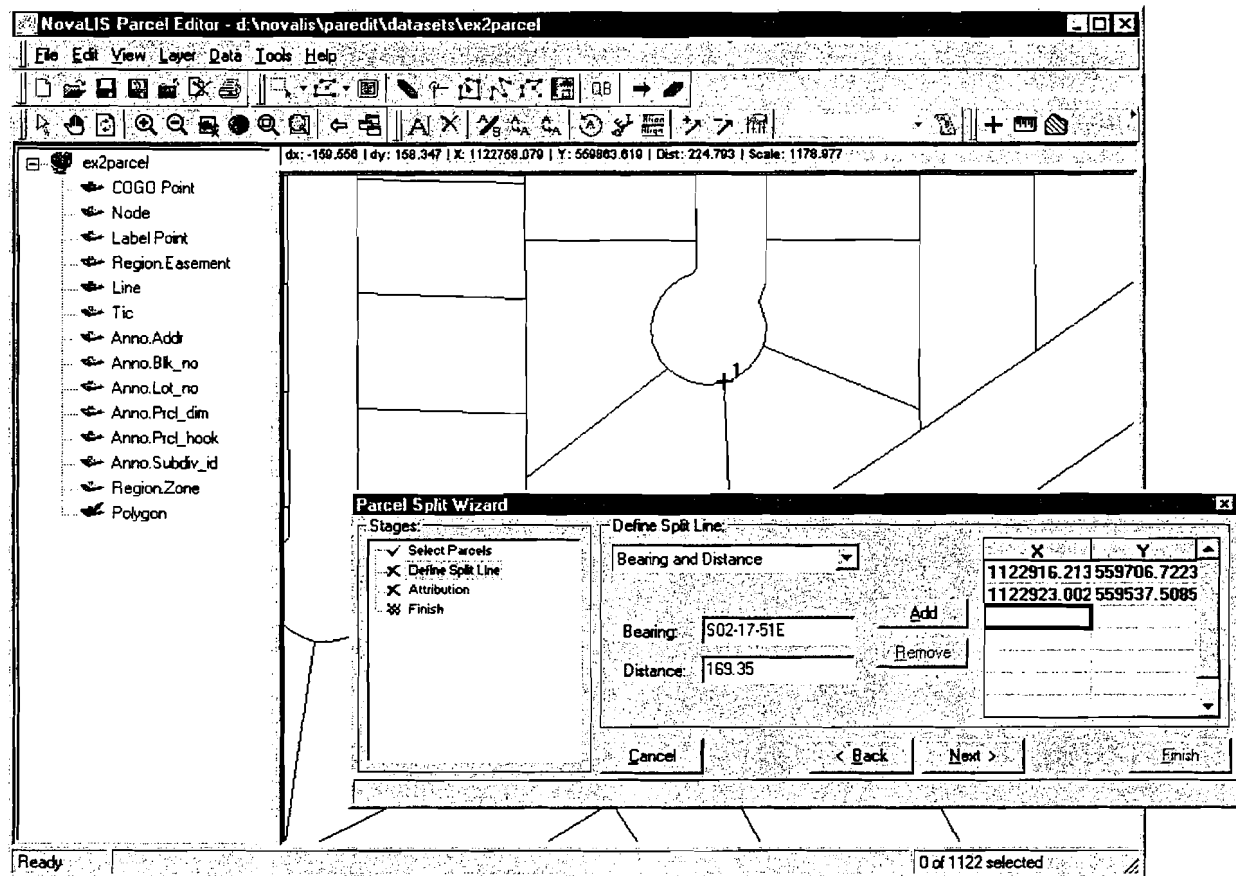 NovaLIS Parcel Editor - d:\novalis\paredit\datasets\ex2parcel
File Edit View Layer Data Tools Help
QB
dx: -159.556 | dy: 158.347 | X: 1122758.079 | Y: 559863.619 | Dist: 224.793 | Scale: 1178.977
ex2parcel
COGO Point
Node
Label Point
Region.Easement
Line
Tic
Anno.Addr
Anno.Blk_no
Anno.Lot_no
Anno.Prcl_dim
Anno.Prcl_hook
Anno.Subdiv_id
Region.Zone
Polygon
1
Parcel Split Wizard
Stages:
Select Parcels
Define Split Line
Attribution
Finish
Define Split Line:
Bearing and Distance
Bearing: S02-17-51E
Distance: 169.35
Add
Remove
X Y
1122916.213 559706.7223
1122923.002 559537.5085
Cancel < Back Next > Finish
Ready 0 of 1122 selected